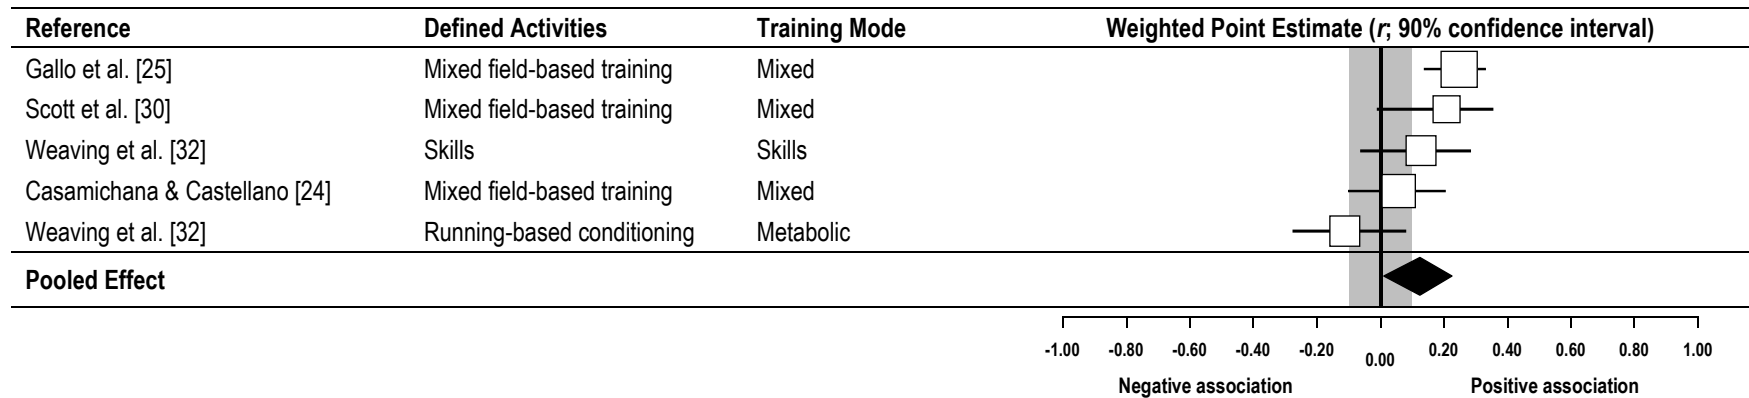 Reference Defined Activities Training Mode Weighted Point Estimate (r; 90% confidence interval)
Gallo et al. [25] Mixed field-based training Mixed
Scott et al. [30] Mixed field-based training Mixed
Weaving et al. [32] Skills Skills
Casamichana & Castellano [24] Mixed field-based training Mixed
Weaving et al. [32] Running-based conditioning Metabolic
Pooled Effect
-1.00 -0.80 -0.60 -0.40 -0.20 0.00 0.20 0.40 0.60 0.80 1.00
Negative association Positive association